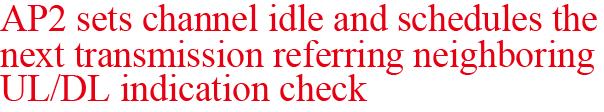 AP2 sets channel idle and schedules the
next transmission referring neighboring
UL/DL indication check